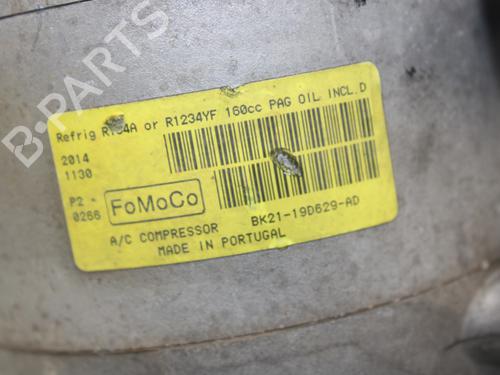 B-PARTS
Refrig R134A or R1234YF 160cc PAG OIL INCL.D
2014
1130
P2 -
0266
FoMoCo
BK21-19D629-AD
A/C COMPRESSOR
MADE IN PORTUGAL